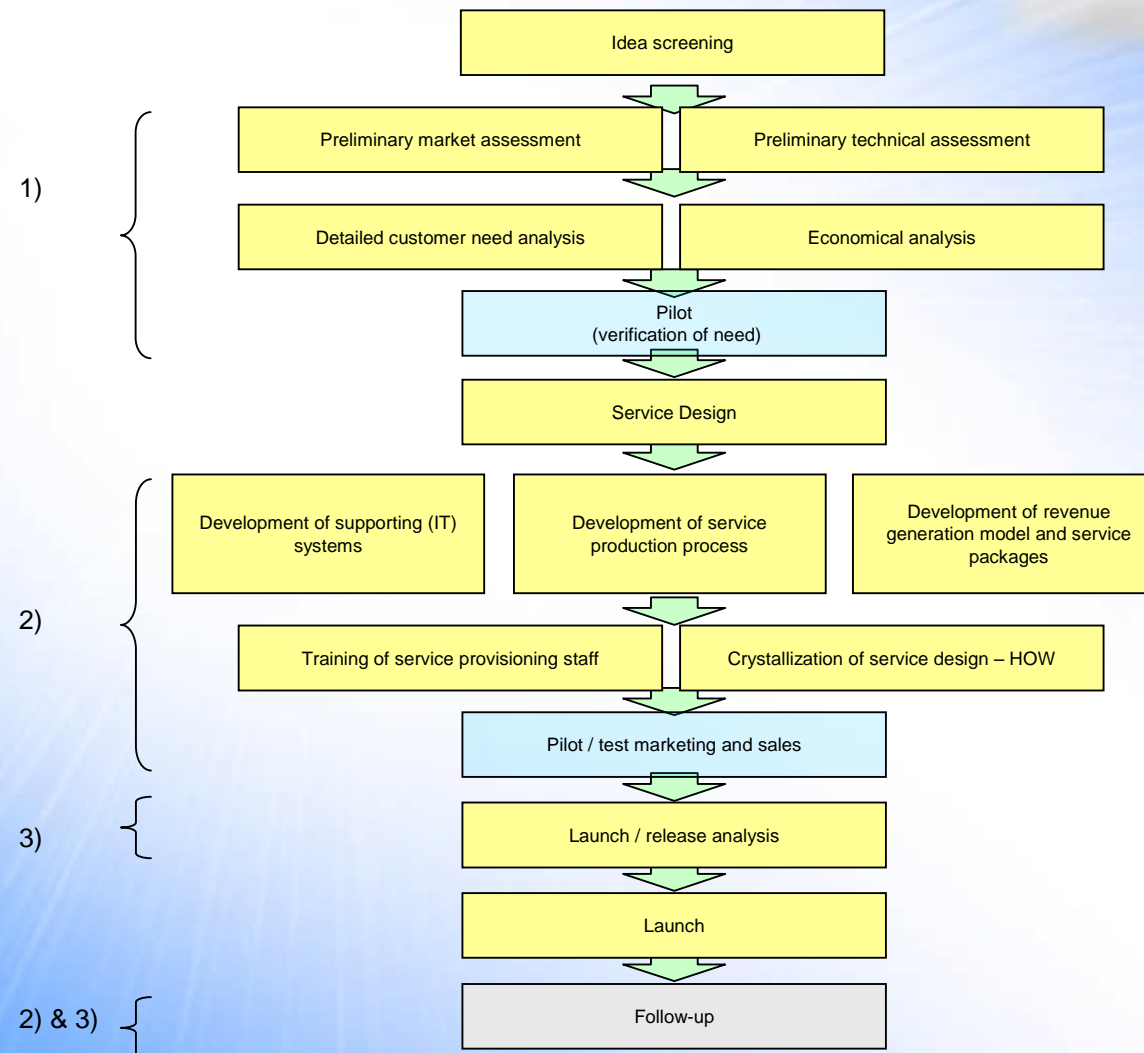 Idea screening
Preliminary market assessment
Preliminary technical assessment
1)
Detailed customer need analysis
Economical analysis
Pilot
(verification of need)
Service Design
Development of supporting (IT)
systems
Development of service
production process
Development of revenue
generation model and service
packages
2)
Training of service provisioning staff
Crystallization of service design – HOW
Pilot / test marketing and sales
3)
Launch / release analysis
Launch
2) & 3)
Follow-up